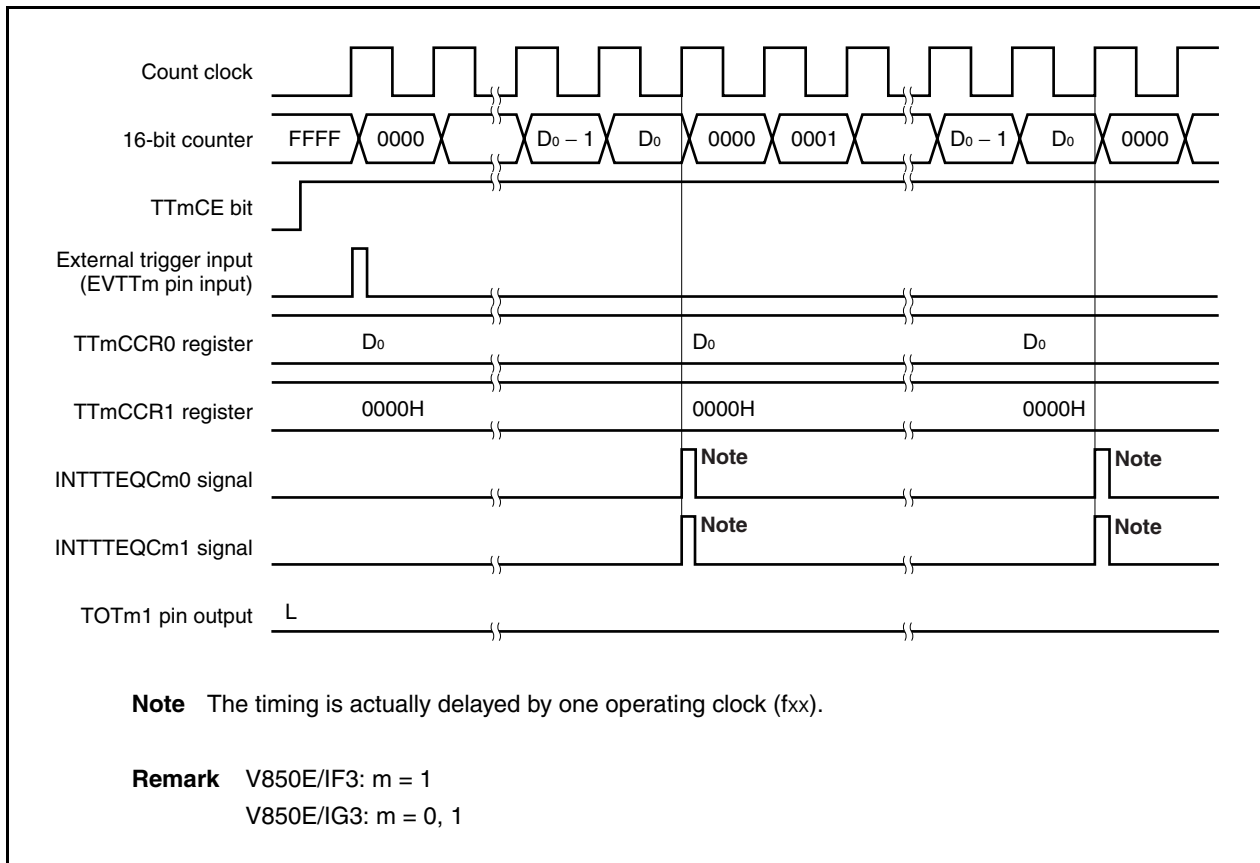 Count clock
16-bit counter FFFF 0000 D0 − 1 D0 0000 0001 D0 − 1 D0 0000
TTmCE bit
External trigger input
(EVTTm pin input)
TTmCCR0 register D0 D0 D0
TTmCCR1 register 0000H 0000H 0000H
INTTTEQCm0 signal Note Note
INTTTEQCm1 signal Note Note
TOTm1 pin output L
Note The timing is actually delayed by one operating clock (fxx).
Remark V850E/IF3: m = 1
V850E/IG3: m = 0, 1